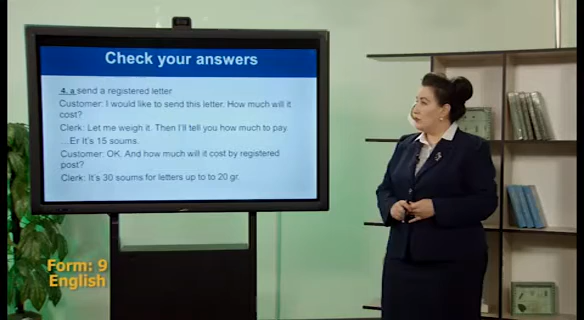 Check your answers
4. a send a registered letter
Customer: I would like to send this letter. How much will it
cost?
Clerk: Let me weigh it. Then I'll tell you how much to pay.
...Er It's 15 soums.
Customer: OK. And how much will it cost by registered
post?
Clerk: It's 30 soums for letters up to to 20 gr.
Form: 9
English